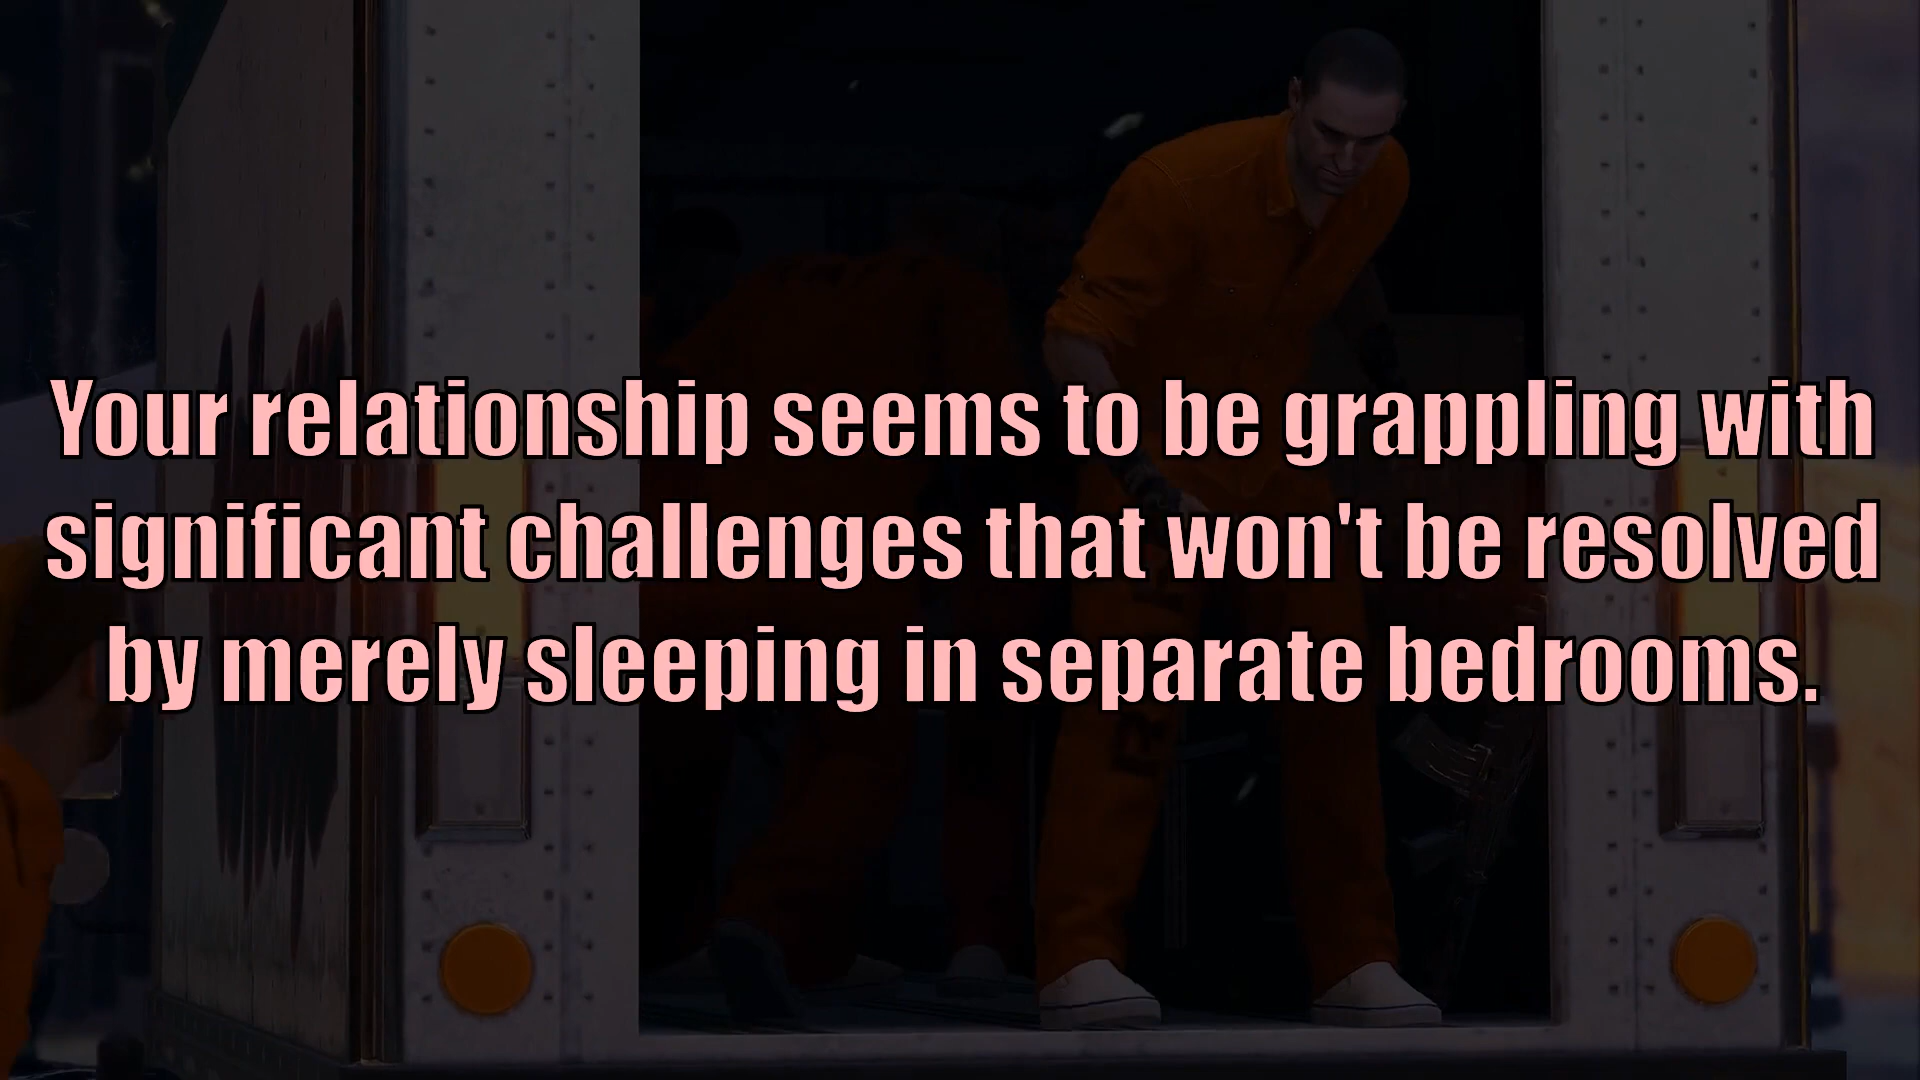 Your relationship seems to be grappling with
significant challenges that won't be resolved
by merely sleeping in separate bedrooms.